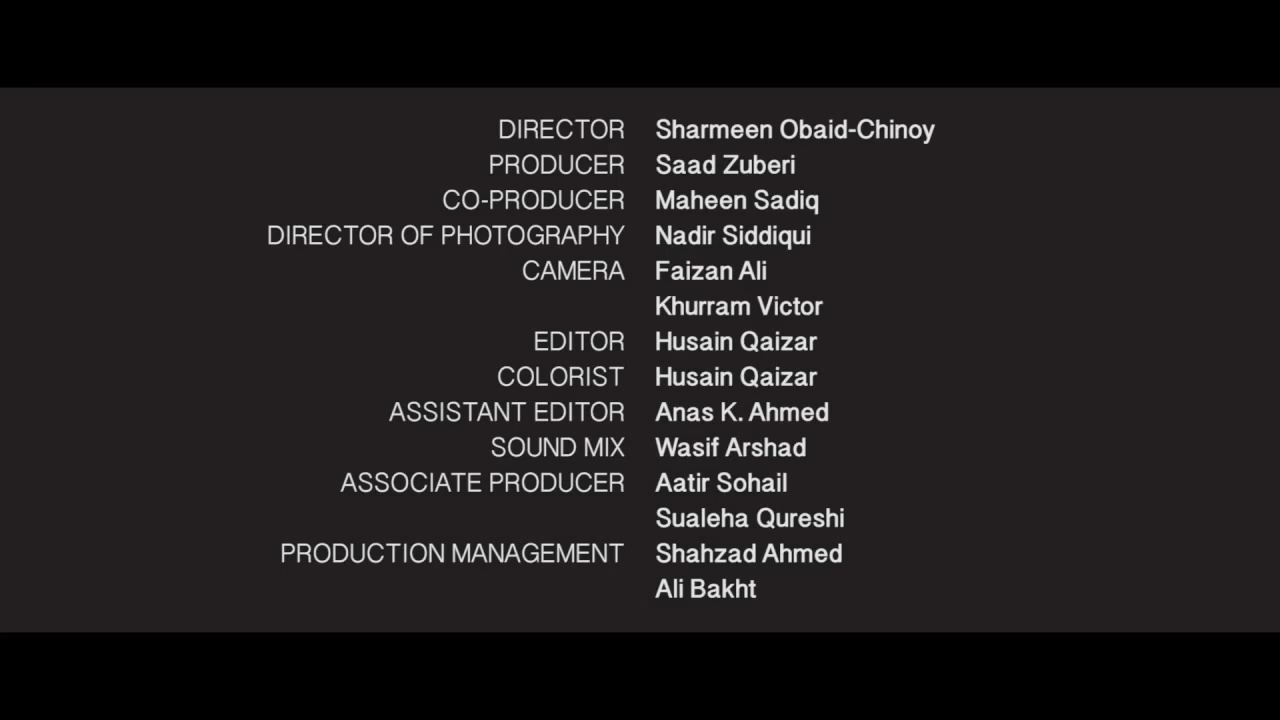 DIRECTOR Sharmeen Obaid-Chinoy
PRODUCER Saad Zuberi
CO-PRODUCER Maheen Sadiq
DIRECTOR OF PHOTOGRAPHY Nadir Siddiqui
CAMERA Faizan Ali
Khurram Victor
EDITOR Husain Qaizar
COLORIST Husain Qaizar
ASSISTANT EDITOR Anas K. Ahmed
SOUND MIX Wasif Arshad
ASSOCIATE PRODUCER Aatir Sohail
Sualeha Qureshi
PRODUCTION MANAGEMENT Shahzad Ahmed
Ali Bakht